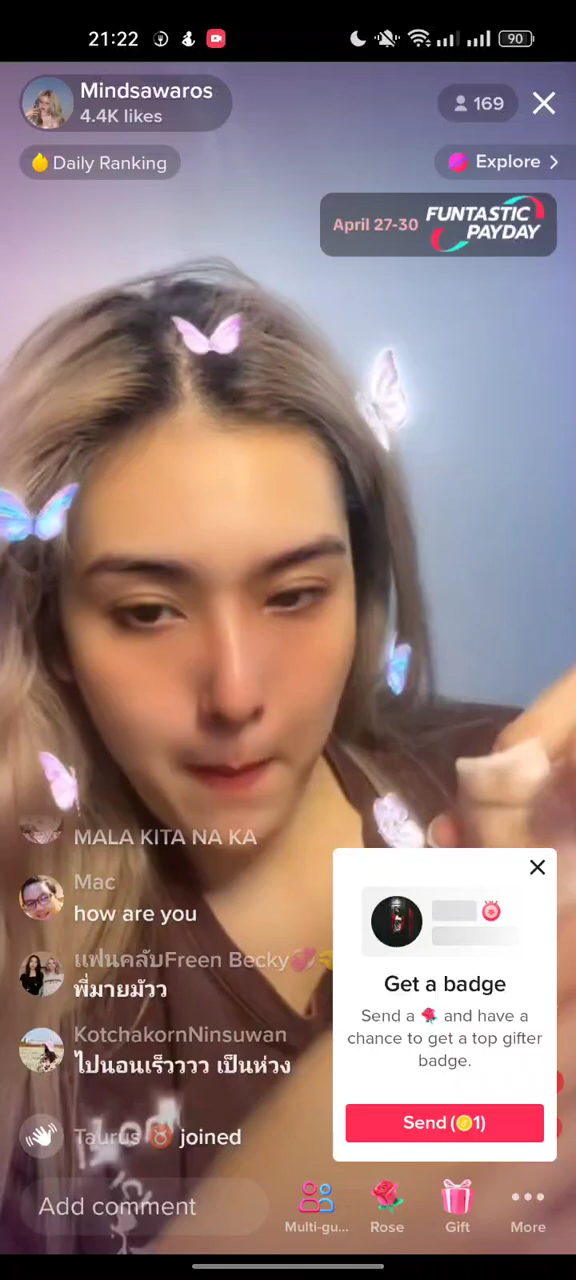 21:22
90
Mindsawaros
4.4K likes
169
Daily Ranking
Explore
April 27-30
FUNTASTIC
PAYDAY
MALA KITA NA KA
Mac
how are you
แฟนคลับFreen Becky
พี่มายมัวว
KotchakornNinsuwan
ไปนอนเร็วววว เป็นห่วง
Taurus joined
Get a badge
Send a 🌹 and have a
chance to get a top gifter
badge.
Send (1)
Add comment
Multi-gu...
Rose
Gift
More